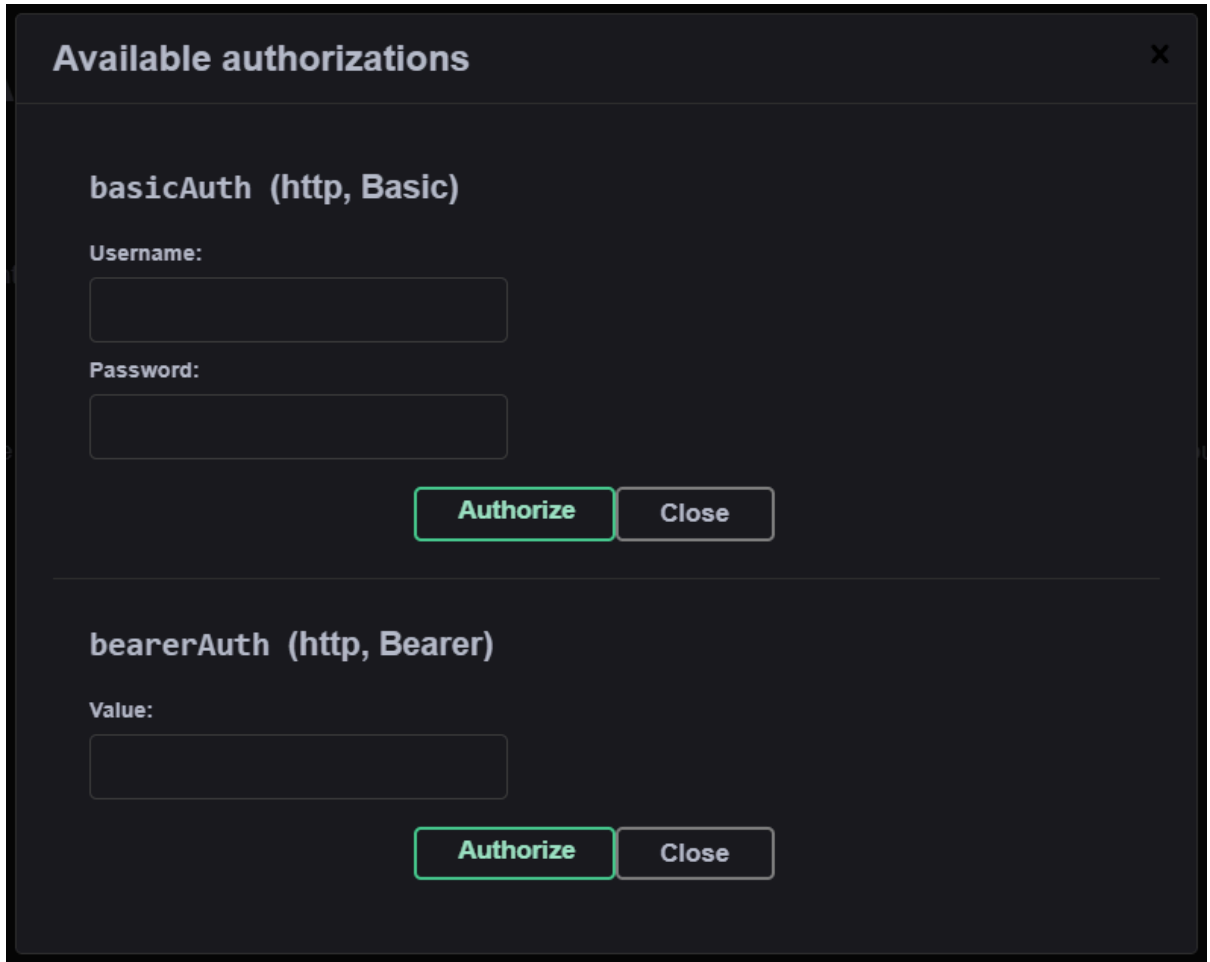 Available authorizations
basicAuth (http, Basic)
Username:
Password:
Authorize Close
bearerAuth (http, Bearer)
Value:
Authorize Close